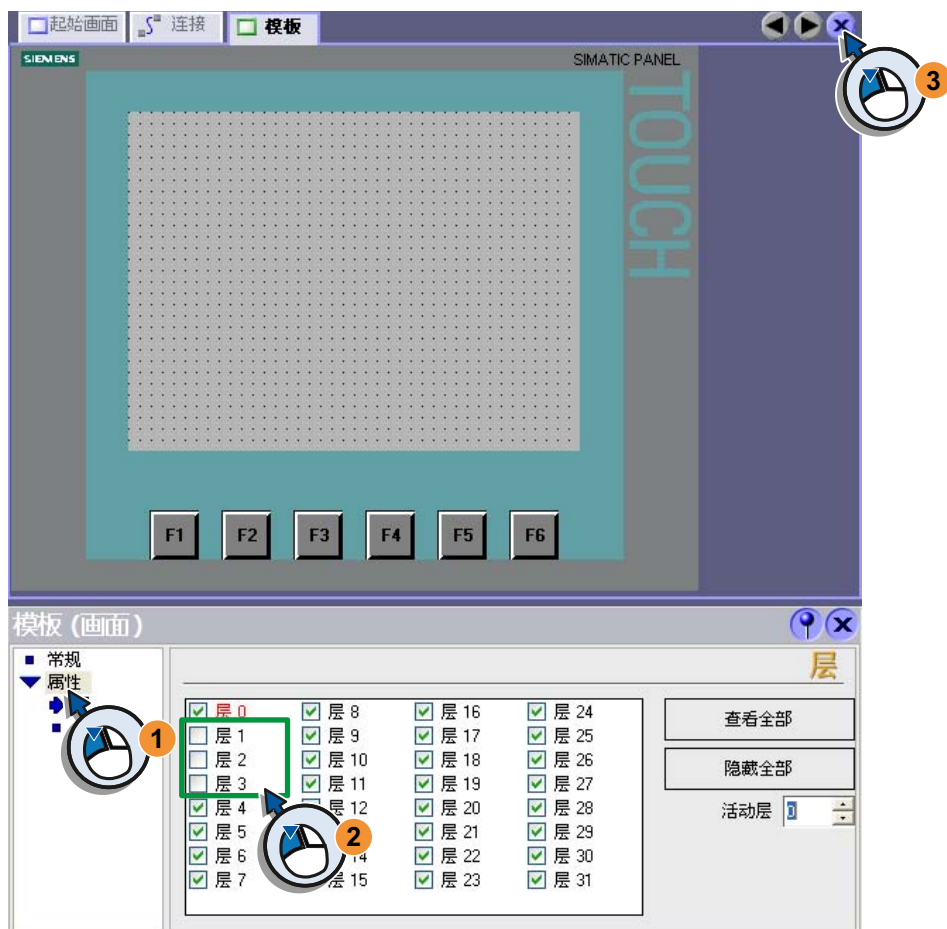 起始画面 连接 模板
SIEMENS SIMATIC PANEL
TOUCH
3
F1 F2 F3 F4 F5 F6
模板 (画面)
常规
属性
层
1
层 0 层 8 层 16 层 24
层 1 层 9 层 17 层 25
层 2 层 10 层 18 层 26
层 3 层 11 层 19 层 27
层 4 层 12 层 20 层 28
层 5 层 21 层 29
层 6 14 层 22 层 30
层 7 层 15 层 23 层 31
2
查看全部
隐藏全部
活动层 0